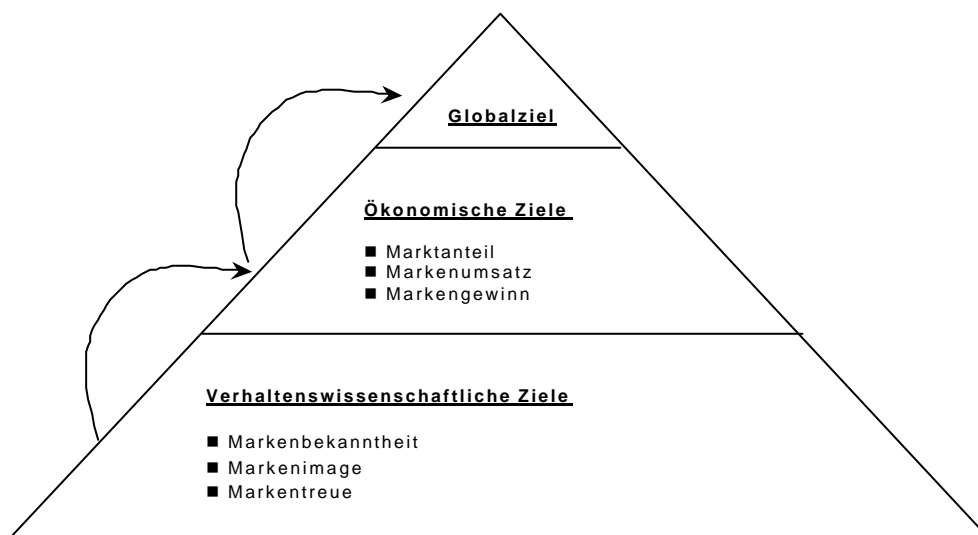 Globalziel
Ökonomische Ziele
■ Marktanteil
■ Markenumsatz
■ Markengewinn
Verhaltenswissenschaftliche Ziele
■ Markenbekanntheit
■ Markenimage
■ Markentreue